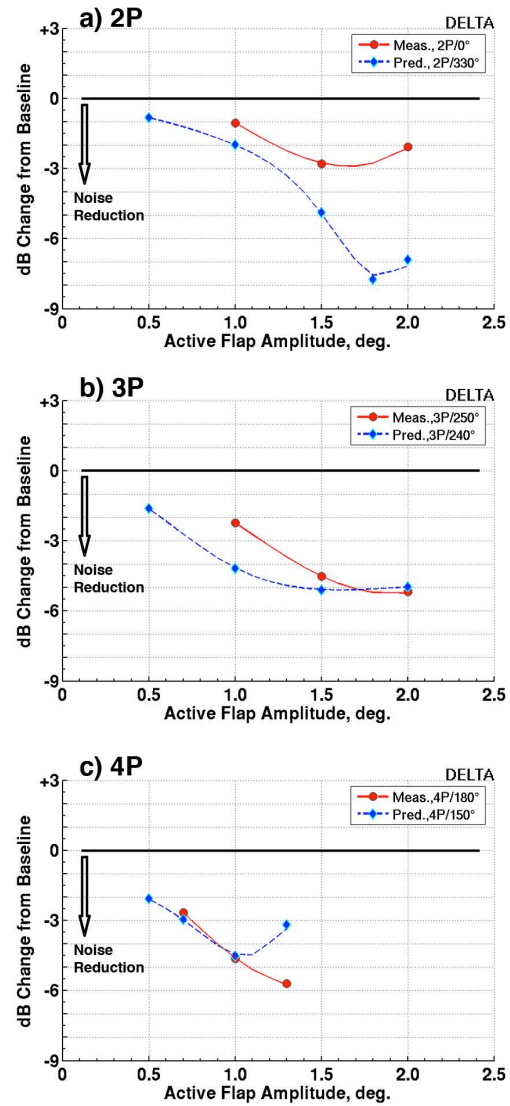 a) 2P
DELTA
Meas., 2P/0°
Pred., 2P/330°
+3
0
-3
-6
-9
dB Change from Baseline
Noise
Reduction
0 0.5 1.0 1.5 2.0 2.5
Active Flap Amplitude, deg.
b) 3P
DELTA
Meas.,3P/250°
Pred.,3P/240°
+3
0
-3
-6
-9
dB Change from Baseline
Noise
Reduction
0 0.5 1.0 1.5 2.0 2.5
Active Flap Amplitude, deg.
c) 4P
DELTA
Meas.,4P/180°
Pred.,4P/150°
+3
0
-3
-6
-9
dB Change from Baseline
Noise
Reduction
0 0.5 1.0 1.5 2.0 2.5
Active Flap Amplitude, deg.